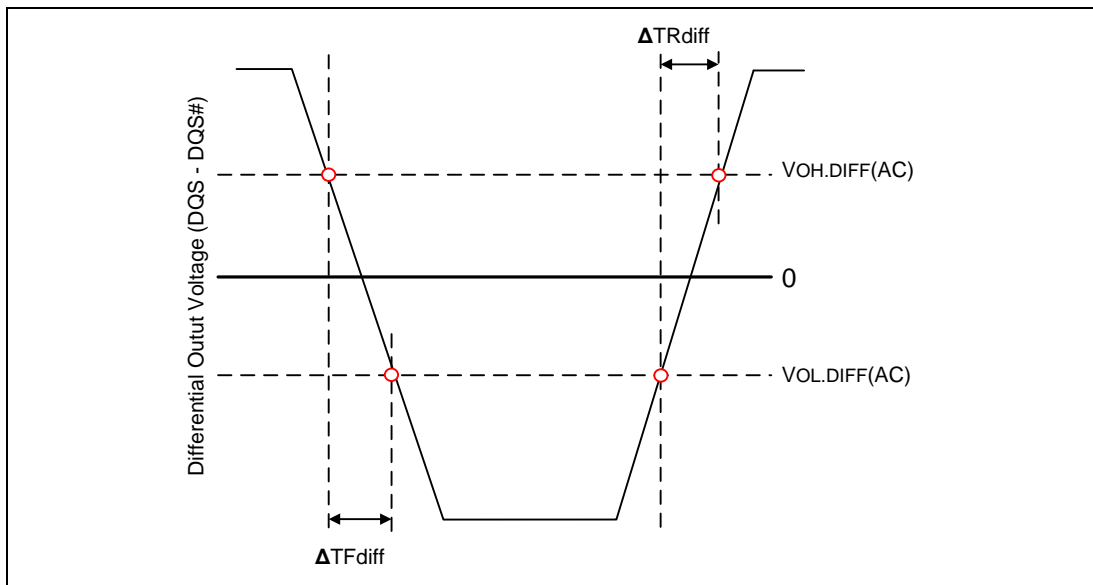 ΔTRdiff
Differential Outut Voltage (DQS - DQS#)
VOH.DIFF(AC)
0
VOL.DIFF(AC)
ΔTFdiff